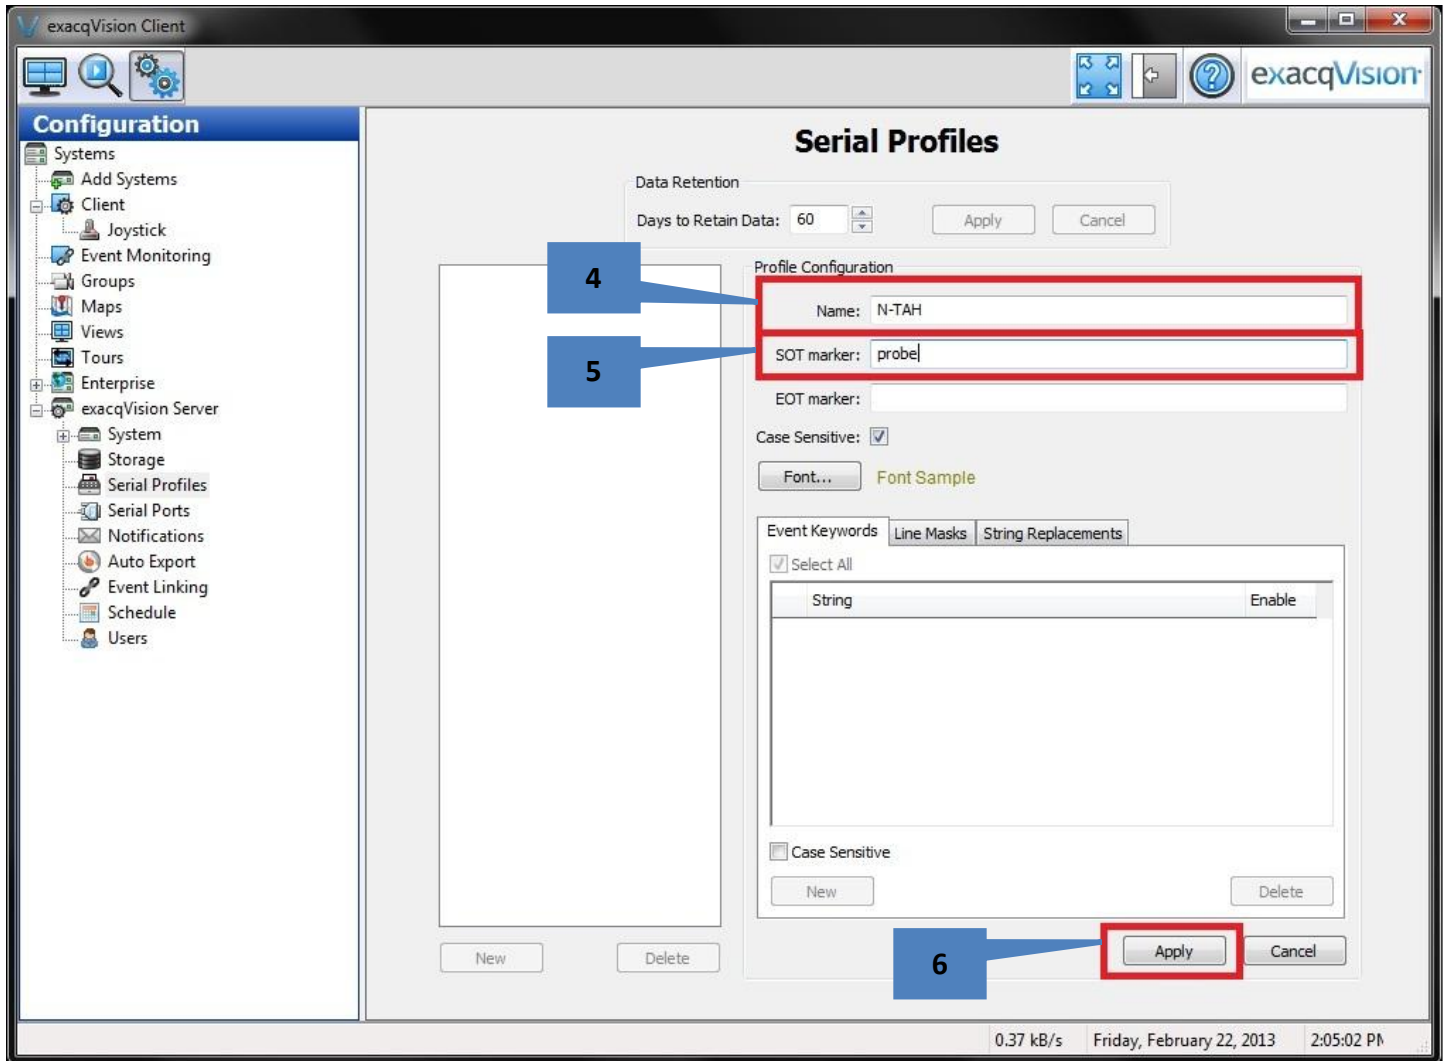 exacqVision Client
exacqVision
Configuration
Systems
Add Systems
Client
Joystick
Event Monitoring
Groups
Maps
Views
Tours
Enterprise
exacqVision Server
System
Storage
Serial Profiles
Serial Ports
Notifications
Auto Export
Event Linking
Schedule
Users
Serial Profiles
Data Retention
Days to Retain Data: 60 Apply Cancel
4
Profile Configuration
Name: N-TAH
5
SOT marker: probe
EOT marker:
Case Sensitive:
Font... Font Sample
Event Keywords Line Masks String Replacements
Select All
String Enable
Case Sensitive
New Delete
New Delete
6
Apply Cancel
0.37 kB/s Friday, February 22, 2013 2:05:02 PM